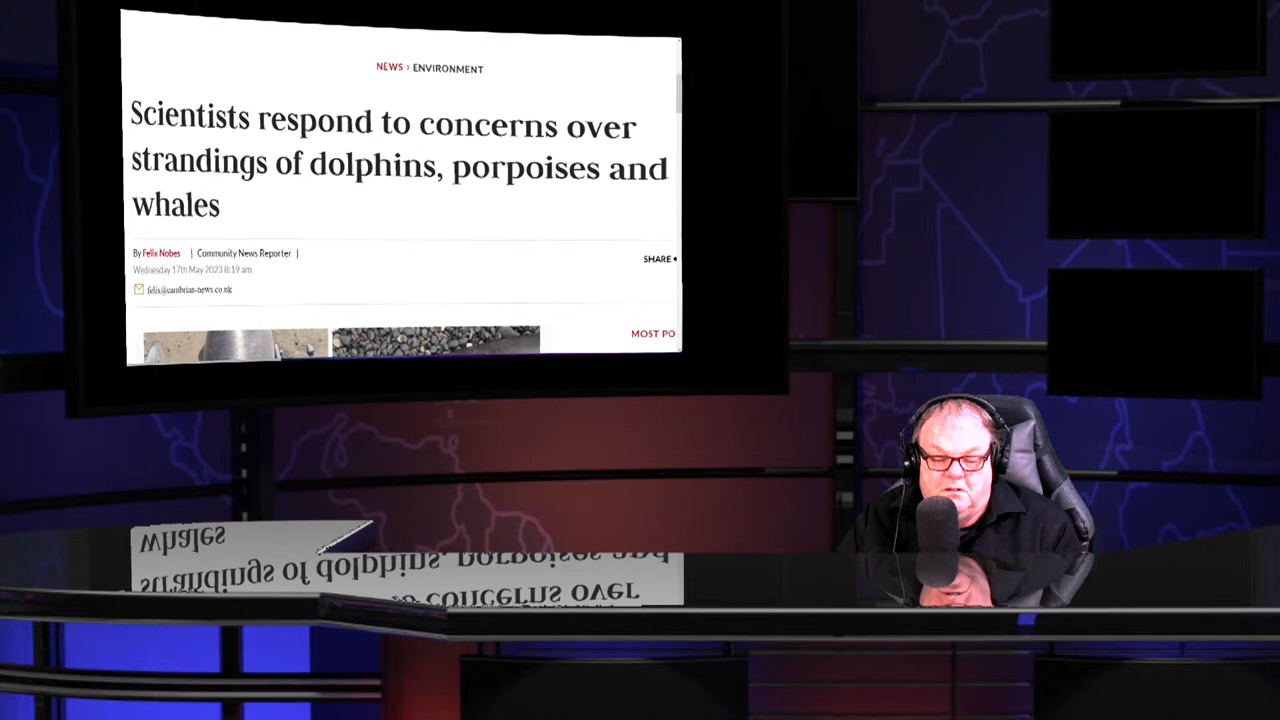 NEWS › ENVIRONMENT
Scientists respond to concerns over
strandings of dolphins, porpoises and
whales
By Felix Nobes | Community News Reporter |
Wednesday 17th May 2023 8:19 am
SHARE
felix@cambrian-news.co.uk
MOST PO
whales
strandings of dolphins, porpoises and
concerns over